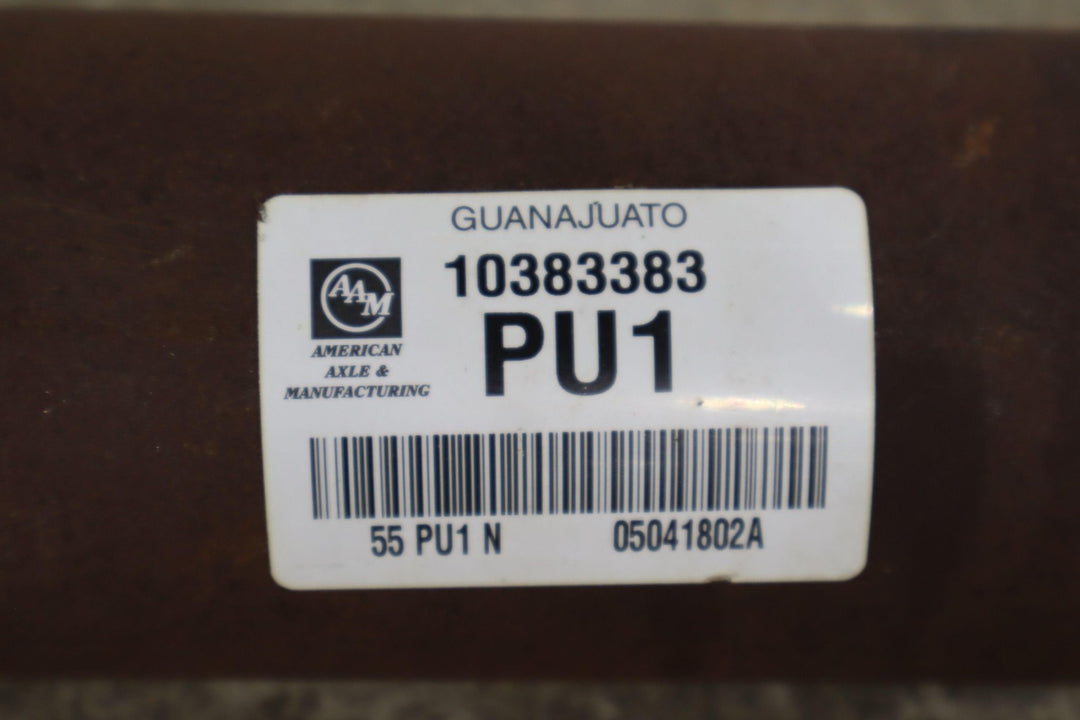 GUANAJUATO
10383383
PU1
AAM
AMERICAN
AXLE &
MANUFACTURING
55 PU1 N 05041802A